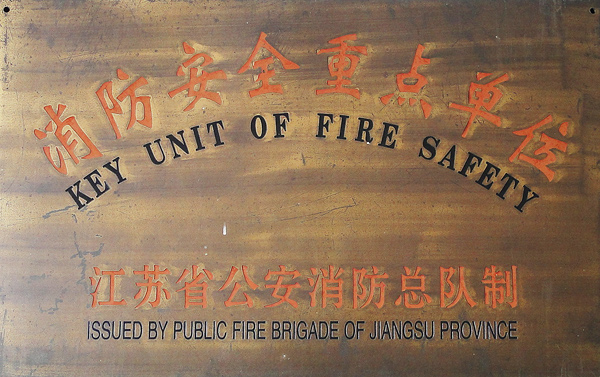 消防安全重点单位
KEY UNIT OF FIRE SAFETY
江苏省公安消防总队制
ISSUED BY PUBLIC FIRE BRIGADE OF JIANGSU PROVINCE